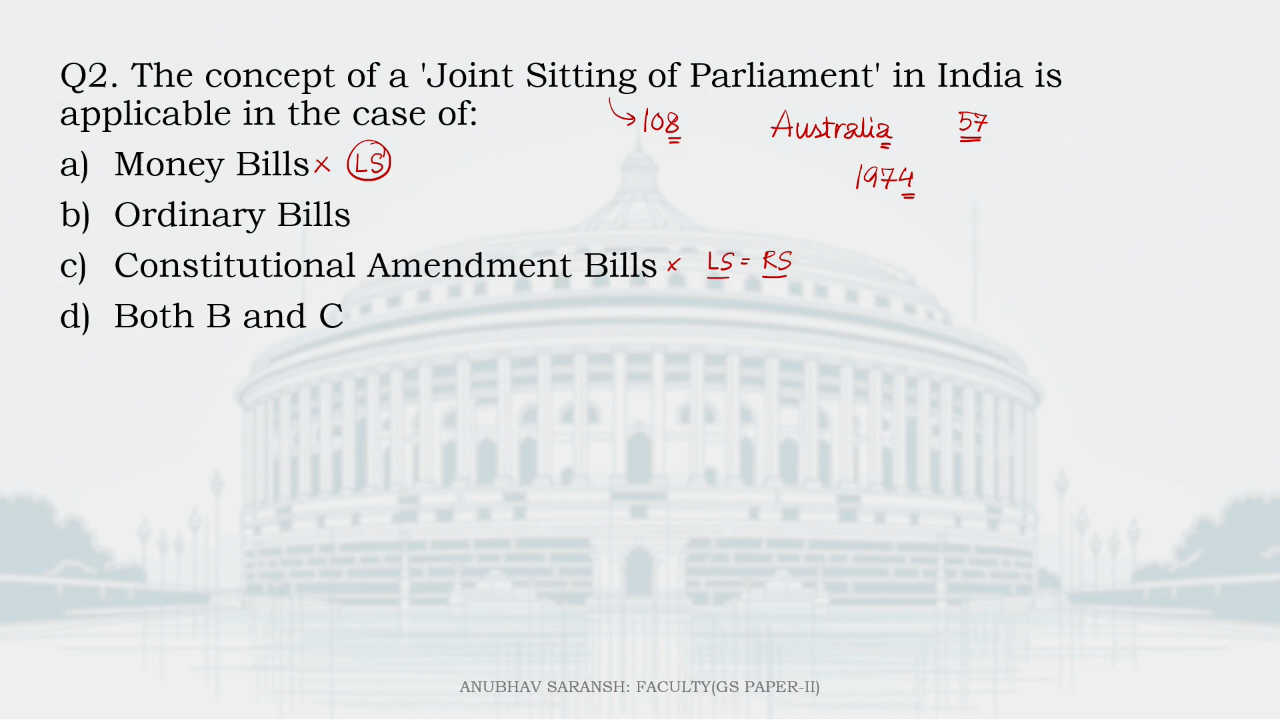 Q2. The concept of a 'Joint Sitting of Parliament' in India is
applicable in the case of:
108 Australia 57
1974
a) Money Bills × LS
b) Ordinary Bills
c) Constitutional Amendment Bills × LS = RS
d) Both B and C
ANUBHAV SARANSH: FACULTY(GS PAPER-II)